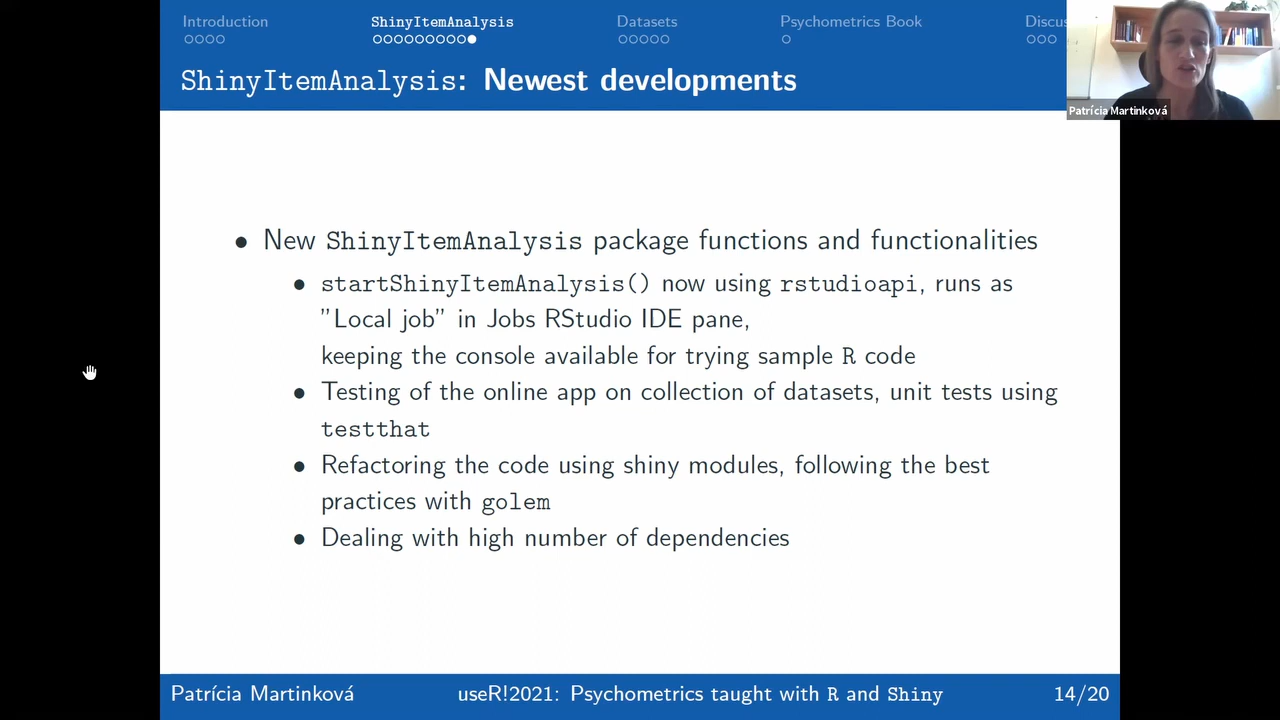 Introduction
ShinyItemAnalysis
Datasets
Psychometrics Book
Discus
ShinyItemAnalysis: Newest developments
Patrícia Martinková
• New ShinyItemAnalysis package functions and functionalities
• startShinyItemAnalysis() now using rstudioapi, runs as
"Local job" in Jobs RStudio IDE pane,
keeping the console available for trying sample R code
• Testing of the online app on collection of datasets, unit tests using
testthat
• Refactoring the code using shiny modules, following the best
practices with golem
• Dealing with high number of dependencies
Patrícia Martinková
useR!2021: Psychometrics taught with R and Shiny
14/20